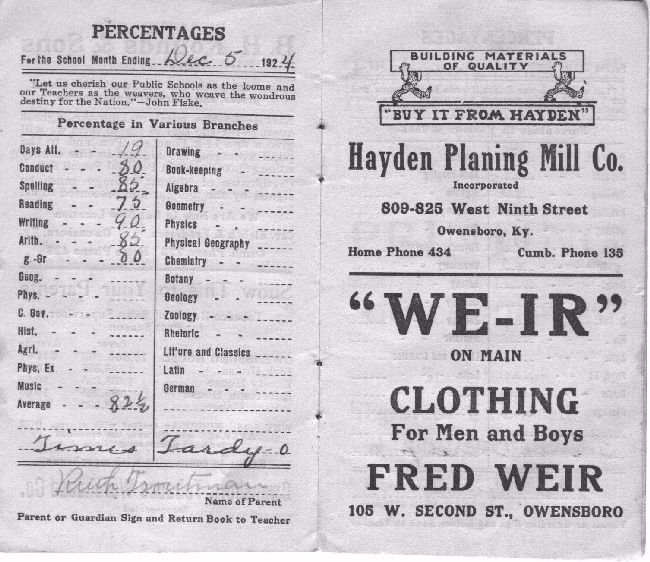 PERCENTAGES
For the School Month Ending Dec 5 1924
"Let us cherish our Public Schools as the looms and
our Teachers as the weavers, who weave the wondrous
destiny for the Nation."—John Fiske.
Percentage in Various Branches
Days Att. - - 19
Conduct - - - 80
Spelling - - - 85
Reading - - - 75
Writing - - - 90
Arith. - - - 85
g.-Gr - - - 80
Geog. - - -
Phys. - - -
C. Gov. - - -
Hist. - - -
Agri. - - -
Phys, Ex - -
Music - - -
Average - - - 82½
Drawing - - -
Book-keeping - -
Algebra - - -
Geometry - - -
Physics - - -
Physical Geography - -
Chemistry - - -
Botany - - -
Geology - - -
Zoology - - -
Rhetoric - - -
Lit'ure and Classics
Latin - - -
German - - -
Times Tardy 0
Ruth Troutman
Name of Parent
Parent or Guardian Sign and Return Book to Teacher
BUILDING MATERIALS
OF QUALITY
"BUY IT FROM HAYDEN"
Hayden Planing Mill Co.
Incorporated
809-825 West Ninth Street
Owensboro, Ky.
Home Phone 434 Cumb. Phone 135
"WE-IR"
ON MAIN
CLOTHING
For Men and Boys
FRED WEIR
105 W. SECOND ST., OWENSBORO